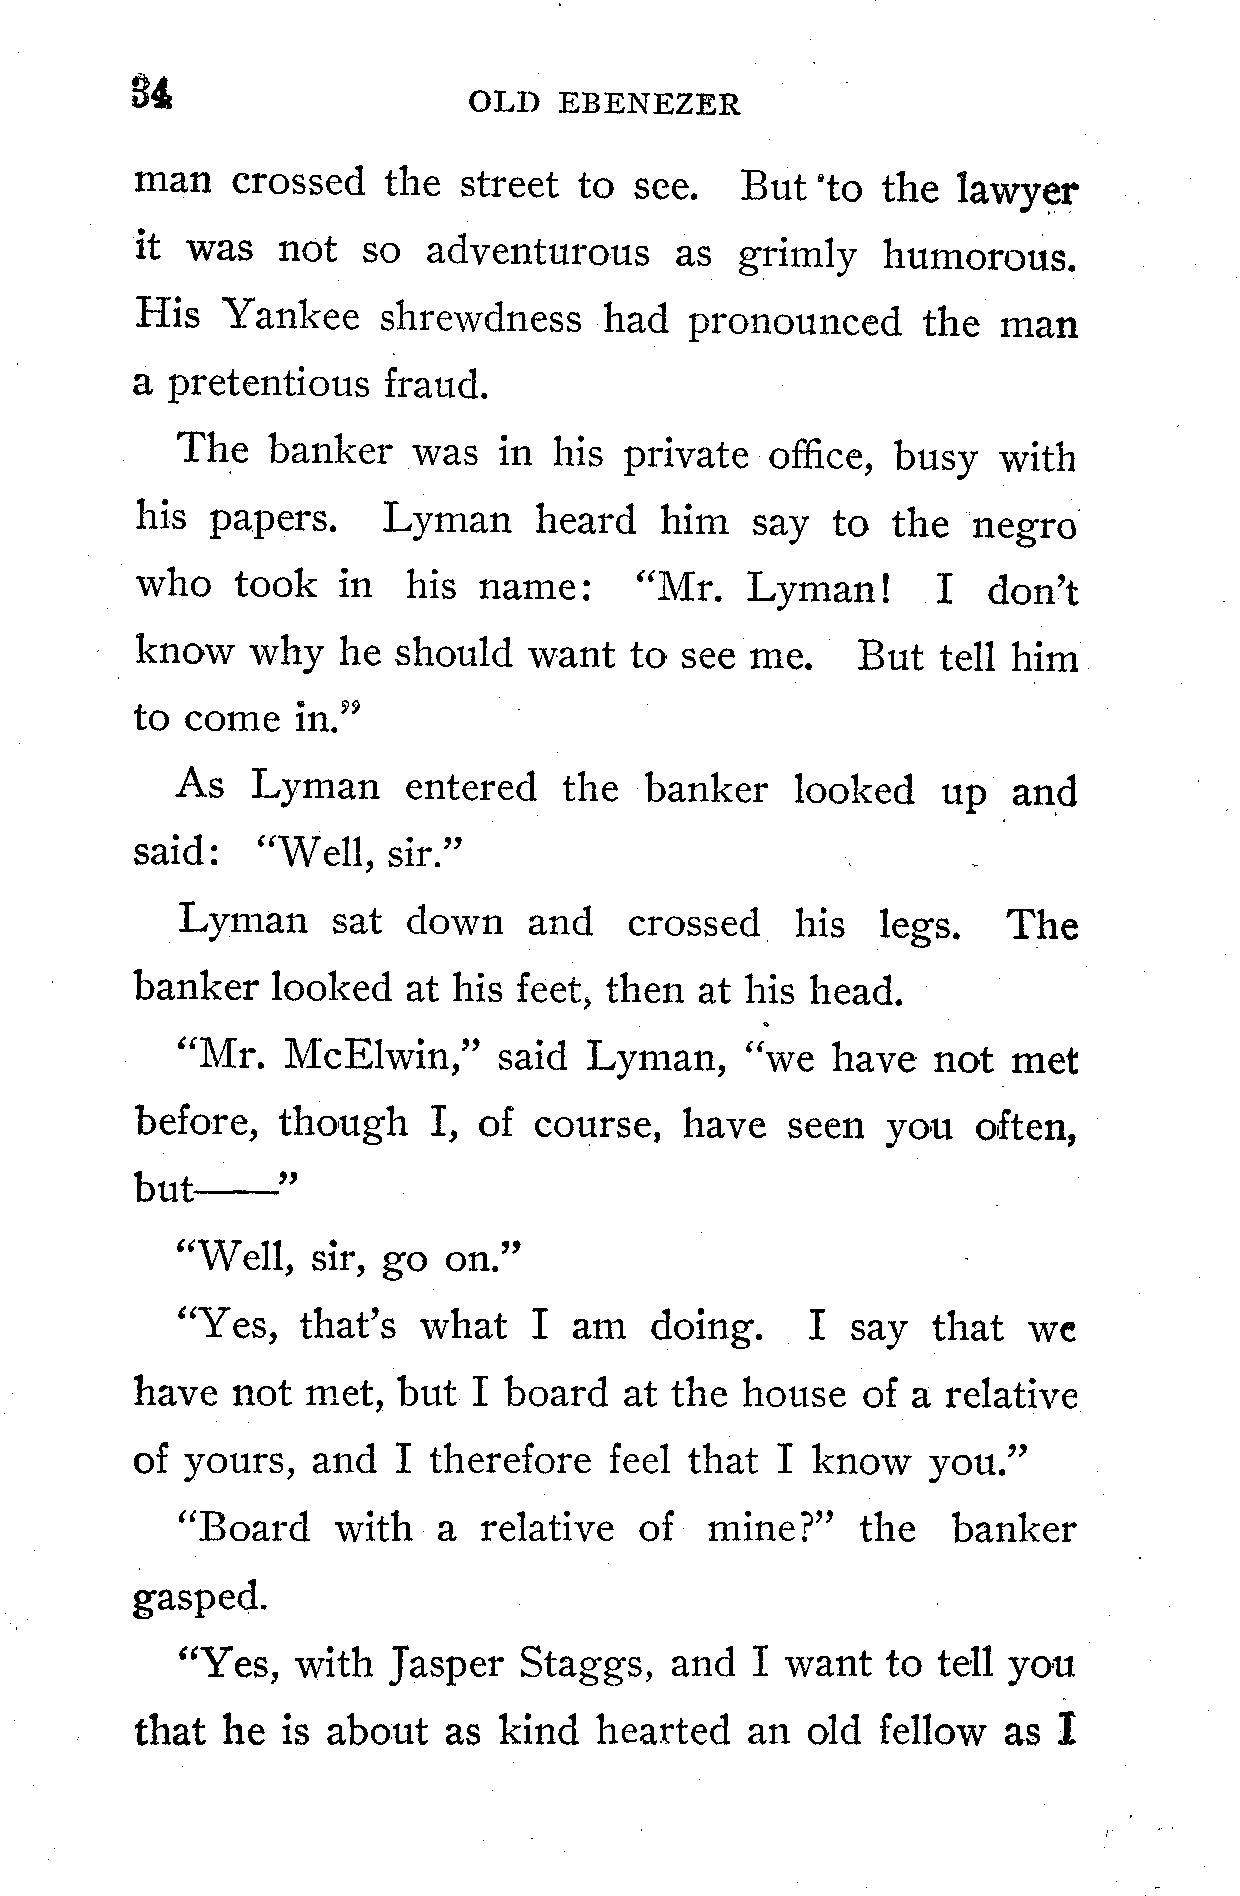 34
OLD EBENEZER
man crossed the street to see. But to the lawyer
it was not so adventurous as grimly humorous.
His Yankee shrewdness had pronounced the man
a pretentious fraud.
The banker was in his private office, busy with
his papers. Lyman heard him say to the negro
who took in his name: “Mr. Lyman! I don’t
know why he should want to see me. But tell him
to come in.”
As Lyman entered the banker looked up and
said: “Well, sir.”
Lyman sat down and crossed his legs. The
banker looked at his feet, then at his head.
“Mr. McElwin,” said Lyman, “we have not met
before, though I, of course, have seen you often,
but——”
“Well, sir, go on.”
“Yes, that’s what I am doing. I say that we
have not met, but I board at the house of a relative
of yours, and I therefore feel that I know you.”
“Board with a relative of mine?” the banker
gasped.
“Yes, with Jasper Staggs, and I want to tell you
that he is about as kind hearted an old fellow as I